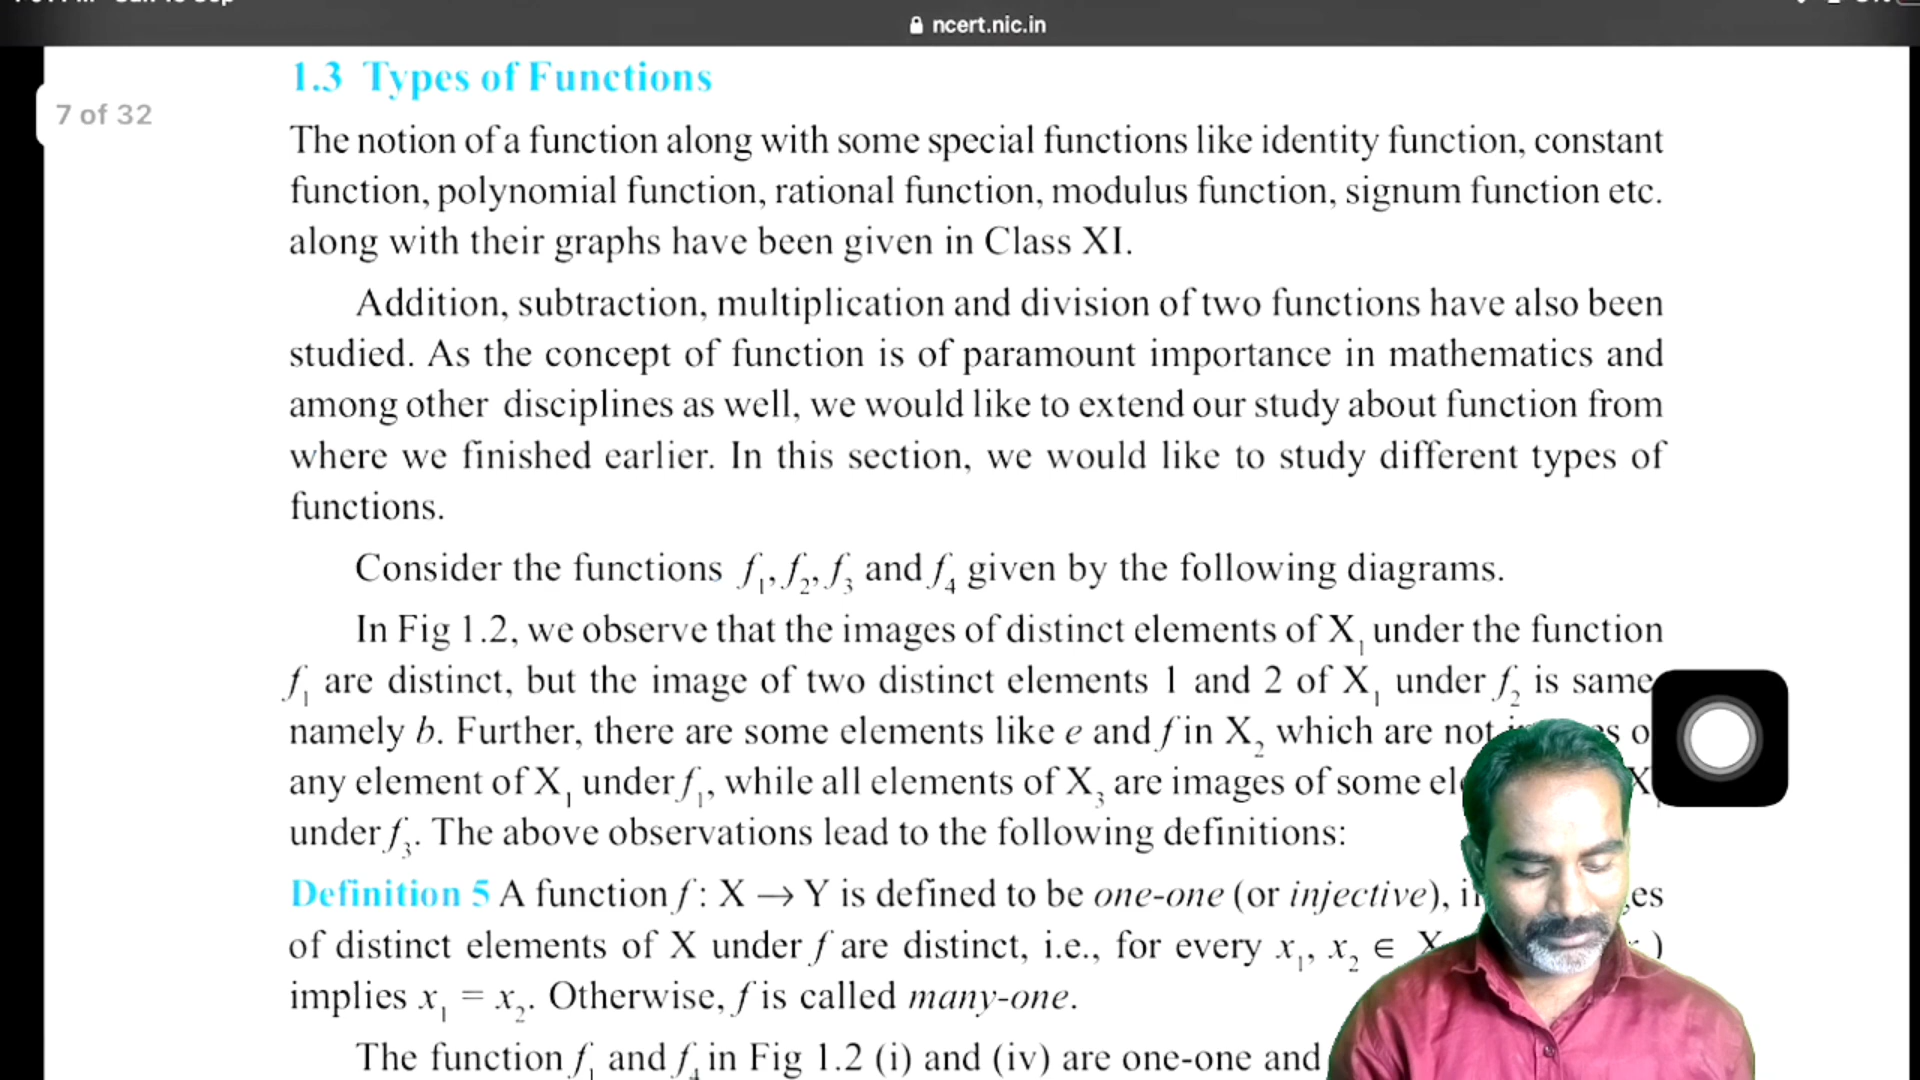 ncert.nic.in
1.3 Types of Functions
7 of 32
The notion of a function along with some special functions like identity function, constant
function, polynomial function, rational function, modulus function, signum function etc.
along with their graphs have been given in Class XI.
Addition, subtraction, multiplication and division of two functions have also been
studied. As the concept of function is of paramount importance in mathematics and
among other disciplines as well, we would like to extend our study about function from
where we finished earlier. In this section, we would like to study different types of
functions.
Consider the functions f₁, f₂, f₃ and f₄ given by the following diagrams.
In Fig 1.2, we observe that the images of distinct elements of X₁ under the function
f₁ are distinct, but the image of two distinct elements 1 and 2 of X₁ under f₂ is same,
namely b. Further, there are some elements like e and f in X₂ which are not
any element of X₁ under f₁, while all elements of X₃ are images of some
under f₃. The above observations lead to the following definitions:
Definition 5 A function f : X → Y is defined to be one-one (or injective),
of distinct elements of X under f are distinct, i.e., for every x₁, x₂ ∈ X
implies x₁ = x₂. Otherwise, f is called many-one.
The function f₁ and f₄ in Fig 1.2 (i) and (iv) are one-one and